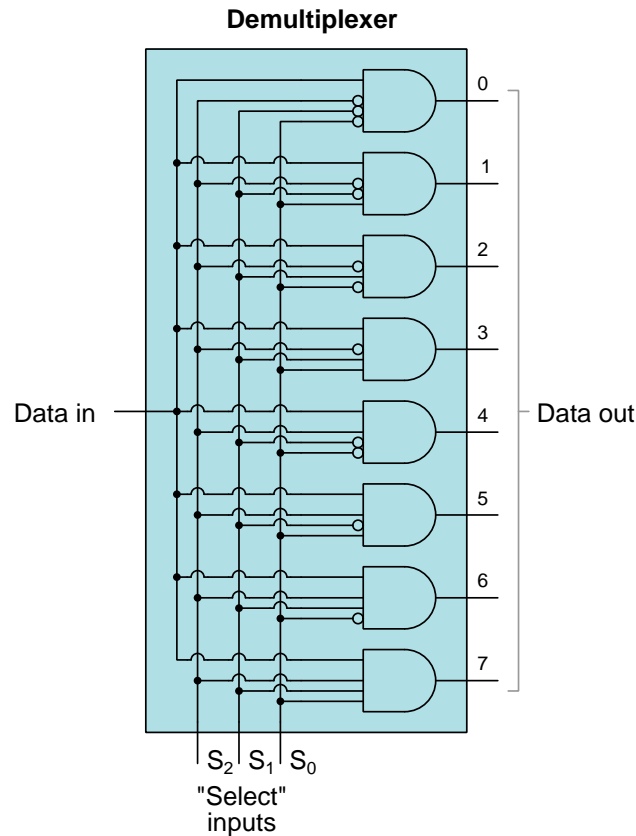 Demultiplexer
0
1
2
3
Data in
4
Data out
5
6
7
S₂ S₁ S₀
"Select"
inputs